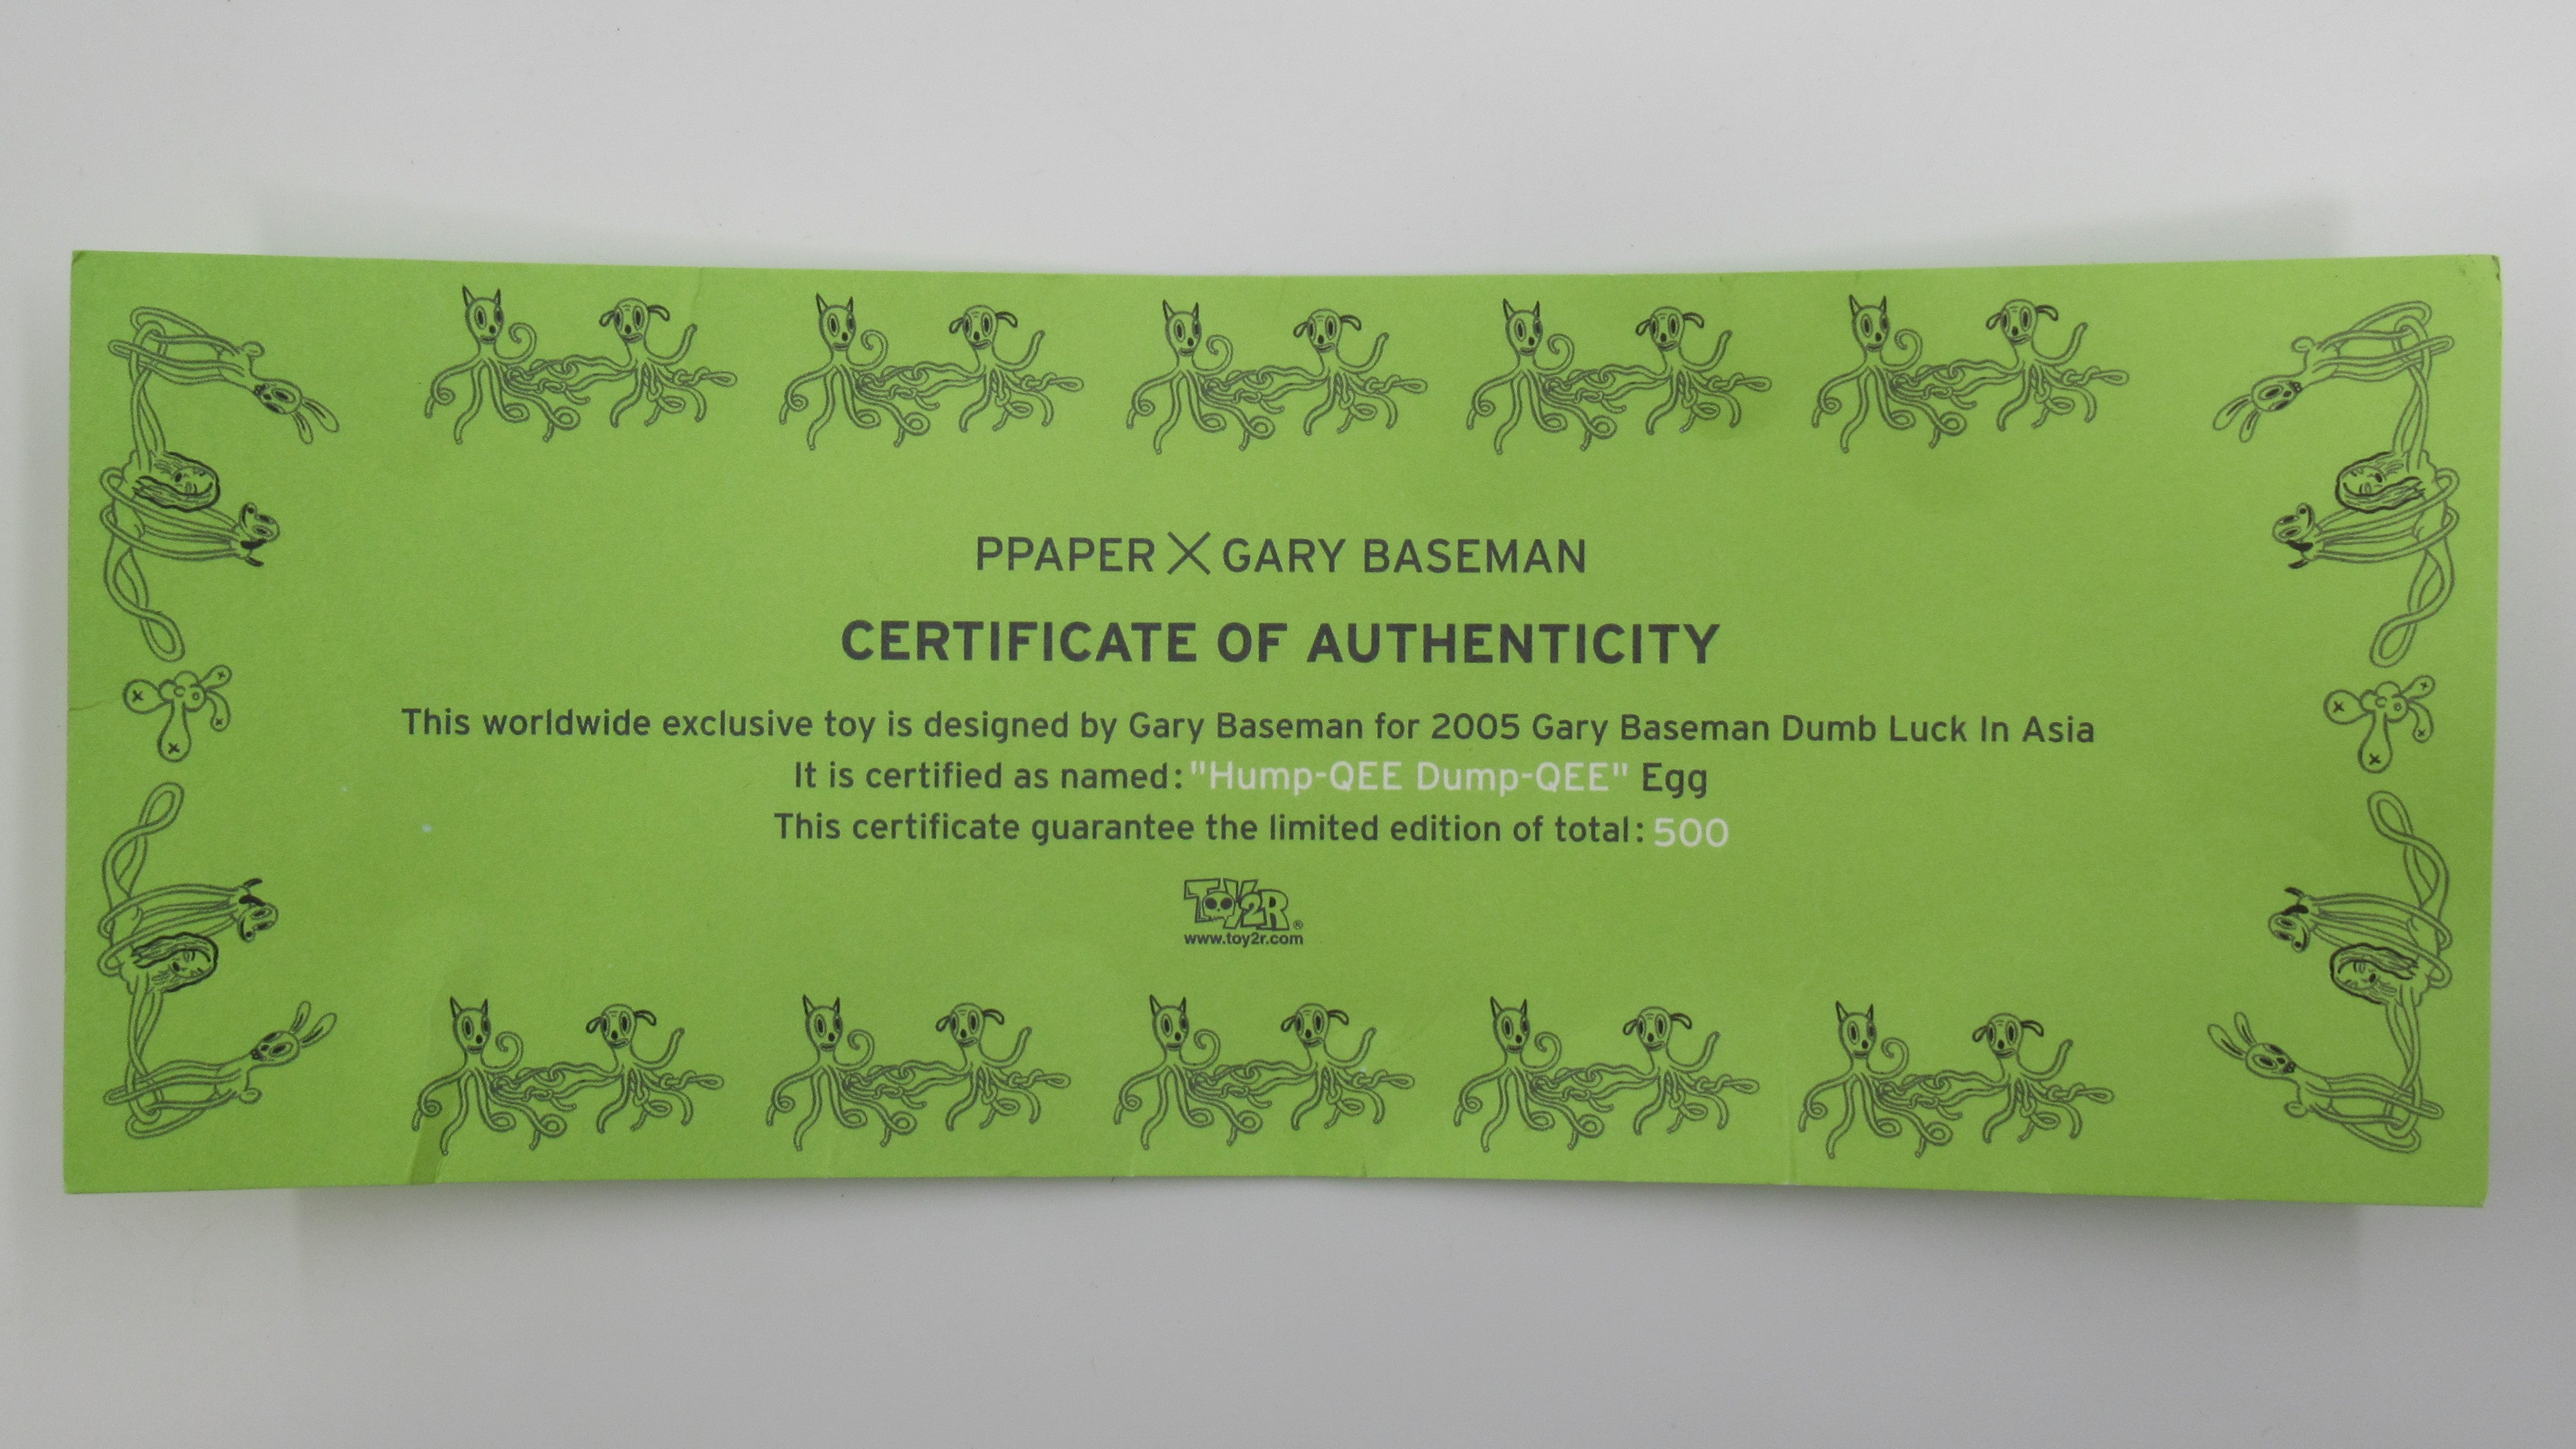 PPAPER X GARY BASEMAN
CERTIFICATE OF AUTHENTICITY
This worldwide exclusive toy is designed by Gary Baseman for 2005 Gary Baseman Dumb Luck In Asia
It is certified as named: "Hump-QEE Dump-QEE" Egg
This certificate guarantee the limited edition of total: 500
TOY2R ®
www.toy2r.com